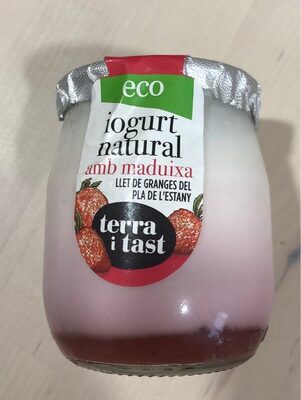 eco
iogurt
natural
amb maduixa
LLET DE GRANGES DEL
PLA DE L'ESTANY
terra
i tast